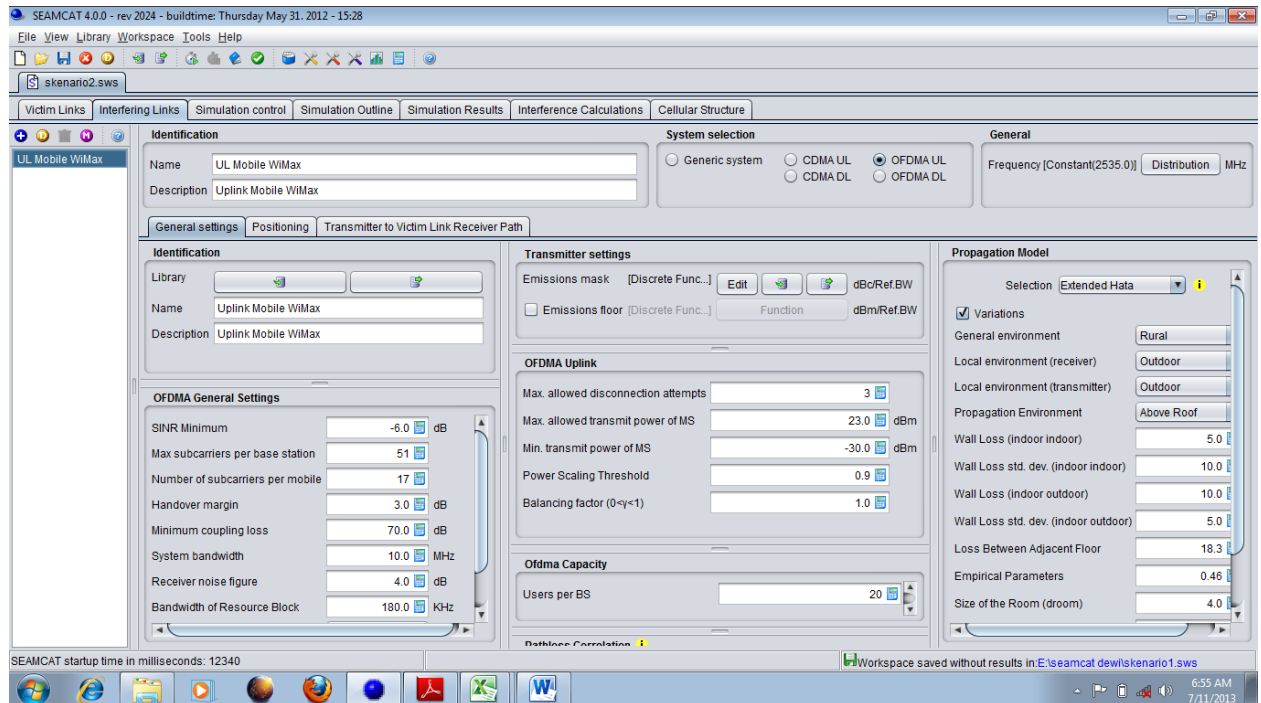 SEAMCAT 4.0.0 - rev 2024 - buildtime: Thursday May 31. 2012 - 15:28
File View Library Workspace Tools Help
skenario2.sws
Victim Links Interfering Links Simulation control Simulation Outline Simulation Results Interference Calculations Cellular Structure
UL Mobile WiMax
Identification
Name UL Mobile WiMax
Description Uplink Mobile WiMax
System selection
Generic system CDMA UL OFDMA UL
CDMA DL OFDMA DL
General
Frequency [Constant(2535.0)] Distribution MHz
General settings Positioning Transmitter to Victim Link Receiver Path
Identification
Library
Name Uplink Mobile WiMax
Description Uplink Mobile WiMax
OFDMA General Settings
SINR Minimum -6.0 dB
Max subcarriers per base station 51
Number of subcarriers per mobile 17
Handover margin 3.0 dB
Minimum coupling loss 70.0 dB
System bandwidth 10.0 MHz
Receiver noise figure 4.0 dB
Bandwidth of Resource Block 180.0 KHz
Transmitter settings
Emissions mask [Discrete Func...] Edit dBc/Ref.BW
Emissions floor [Discrete Func...] Function dBm/Ref.BW
OFDMA Uplink
Max. allowed disconnection attempts 3
Max. allowed transmit power of MS 23.0 dBm
Min. transmit power of MS -30.0 dBm
Power Scaling Threshold 0.9
Balancing factor (0<γ<1) 1.0
Ofdma Capacity
Users per BS 20
Pathloss Correlation i
Propagation Model
Selection Extended Hata i
Variations
General environment Rural
Local environment (receiver) Outdoor
Local environment (transmitter) Outdoor
Propagation Environment Above Roof
Wall Loss (indoor indoor) 5.0
Wall Loss std. dev. (indoor indoor) 10.0
Wall Loss (indoor outdoor) 10.0
Wall Loss std. dev. (indoor outdoor) 5.0
Loss Between Adjacent Floor 18.3
Empirical Parameters 0.46
Size of the Room (droom) 4.0
SEAMCAT startup time in milliseconds: 12340
Workspace saved without results in:E:\seamcat dewi\skenario1.sws
6:55 AM
7/11/2013